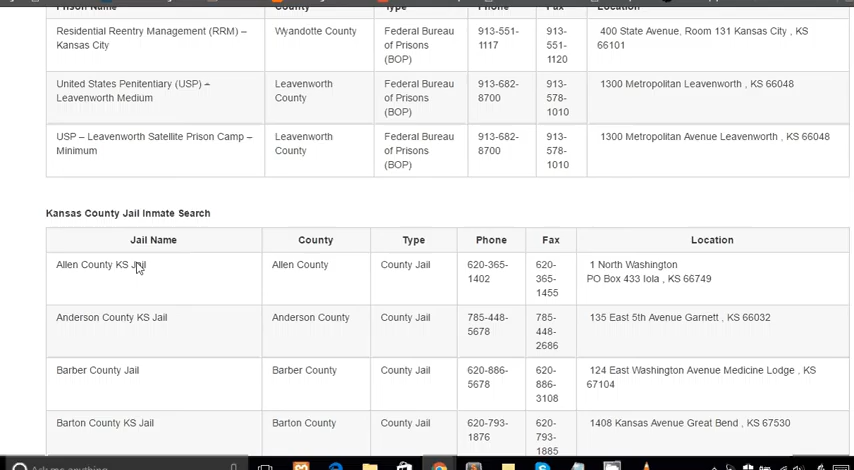 Prison Name County Type Phone Fax Location
Residential Reentry Management (RRM) – Wyandotte County Federal Bureau 913-551- 913- 400 State Avenue, Room 131 Kansas City , KS
Kansas City of Prisons 1117 551- 66101
(BOP) 1120
United States Penitentiary (USP) – Leavenworth Federal Bureau 913-682- 913- 1300 Metropolitan Leavenworth , KS 66048
Leavenworth Medium County of Prisons 8700 578-
(BOP) 1010
USP – Leavenworth Satellite Prison Camp – Leavenworth Federal Bureau 913-682- 913- 1300 Metropolitan Avenue Leavenworth , KS 66048
Minimum County of Prisons 8700 578-
(BOP) 1010
Kansas County Jail Inmate Search
Jail Name County Type Phone Fax Location
Allen County KS Jail Allen County County Jail 620-365- 620- 1 North Washington
1402 365- PO Box 433 Iola , KS 66749
1455
Anderson County KS Jail Anderson County County Jail 785-448- 785- 135 East 5th Avenue Garnett , KS 66032
5678 448-
2686
Barber County Jail Barber County County Jail 620-886- 620- 124 East Washington Avenue Medicine Lodge , KS
5678 886- 67104
3108
Barton County KS Jail Barton County County Jail 620-793- 620- 1408 Kansas Avenue Great Bend , KS 67530
1876 793-
1885
Ask me anything